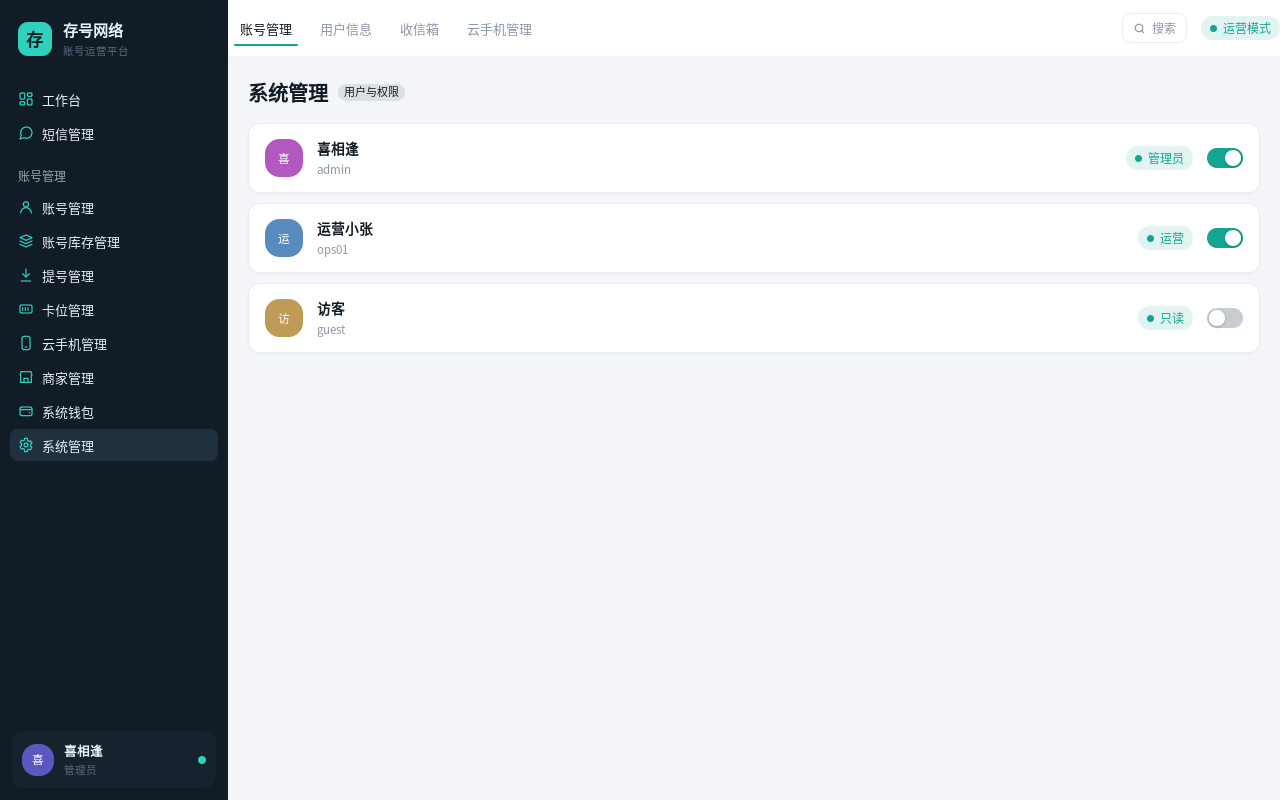 存
存号网络
账号运营平台
工作台
短信管理
账号管理
账号管理
账号库存管理
提号管理
卡位管理
云手机管理
商家管理
系统钱包
系统管理
喜
喜相逢
管理员
账号管理
用户信息
收信箱
云手机管理
搜索
运营模式
系统管理
用户与权限
喜
喜相逢
admin
管理员
运
运营小张
ops01
运营
访
访客
guest
只读